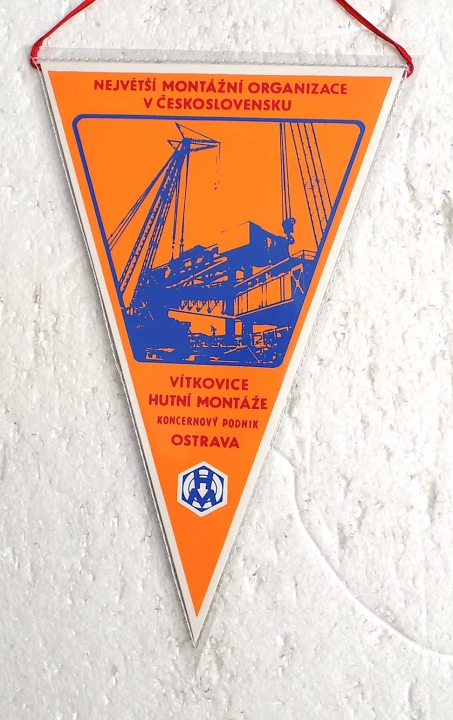 NEJVĚTŠÍ MONTÁŽNÍ ORGANIZACE
V ČESKOSLOVENSKU
VÍTKOVICE
HUTNÍ MONTÁŽE
KONCERNOVÝ PODNIK
OSTRAVA